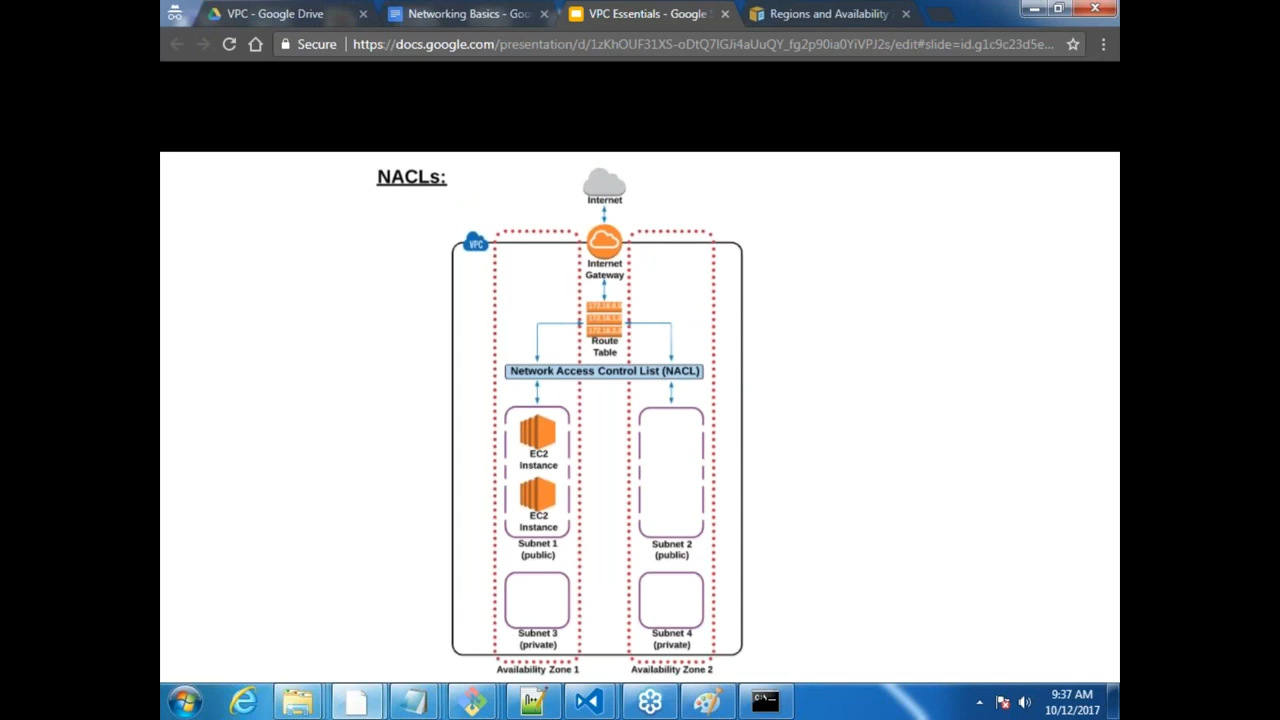 VPC - Google Drive
Networking Basics - Goo
VPC Essentials - Google
Regions and Availability
Secure
NACLs:
Internet
VPC
Internet
Gateway
Route
Table
Network Access Control List (NACL)
EC2
Instance
EC2
Instance
Subnet 1
(public)
Subnet 2
(public)
Subnet 3
(private)
Subnet 4
(private)
Availability Zone 1
Availability Zone 2
9:37 AM
10/12/2017